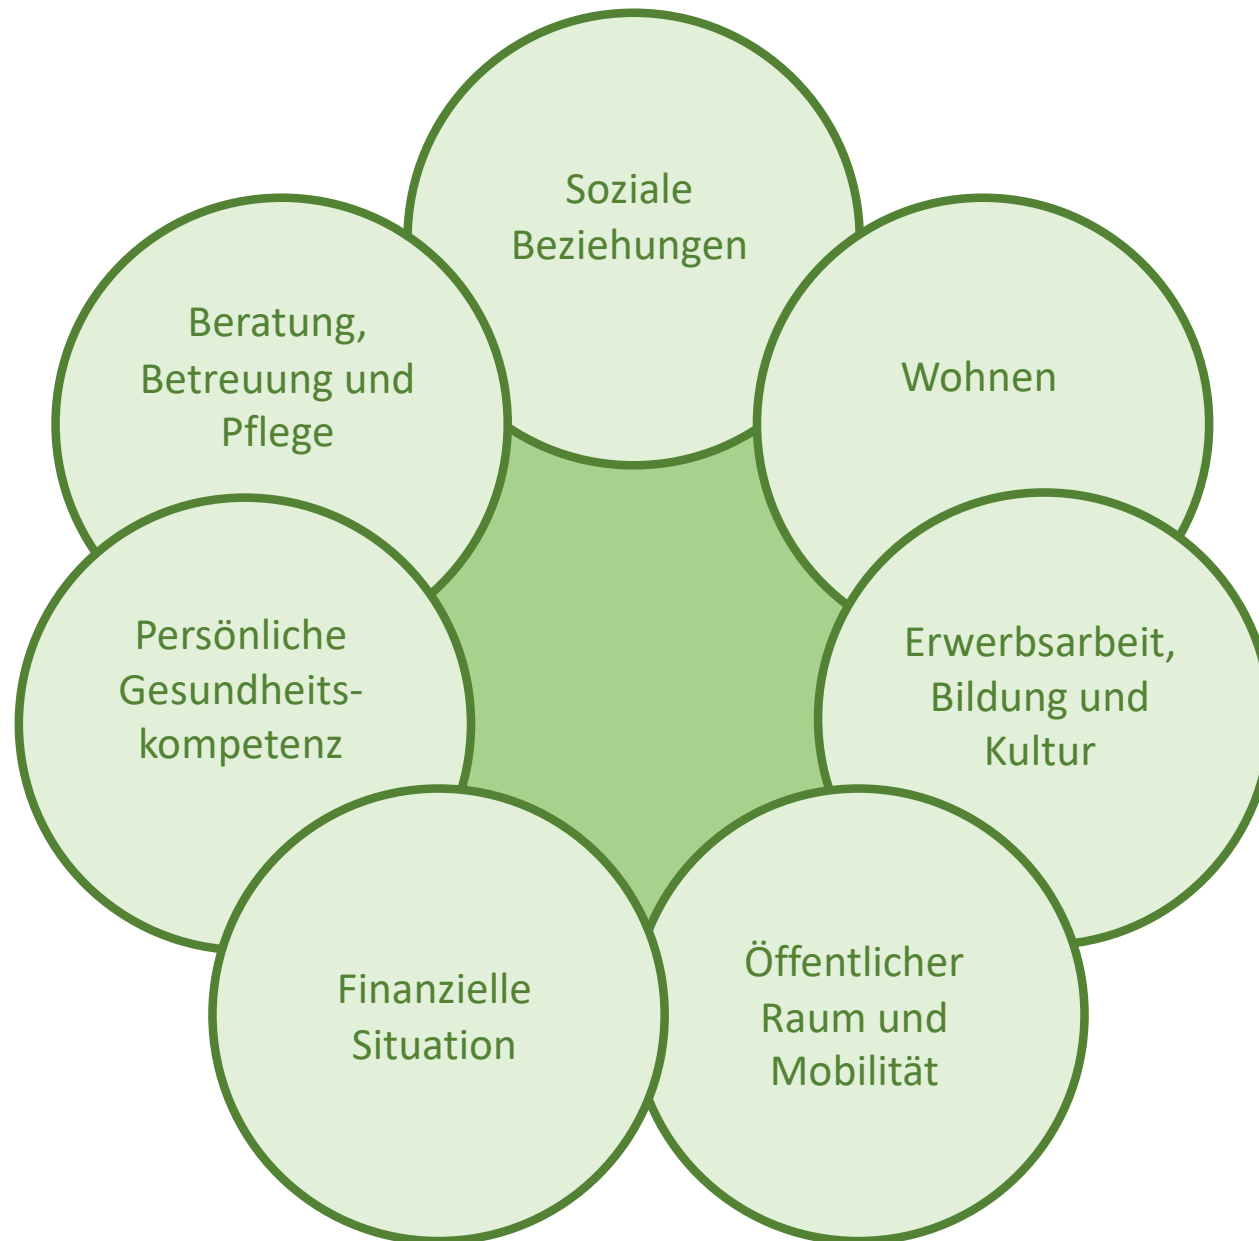 Soziale
Beziehungen
Wohnen
Erwerbsarbeit,
Bildung und
Kultur
Öffentlicher
Raum und
Mobilität
Finanzielle
Situation
Persönliche
Gesundheits-
kompetenz
Beratung,
Betreuung und
Pflege